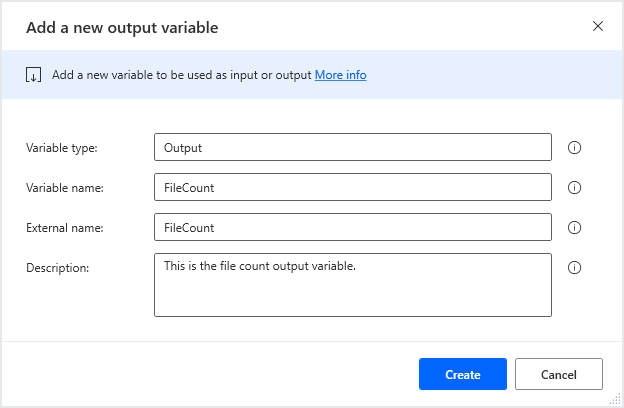 Add a new output variable
Add a new variable to be used as input or output More info
Variable type: Output
Variable name: FileCount
External name: FileCount
Description: This is the file count output variable.
Create Cancel